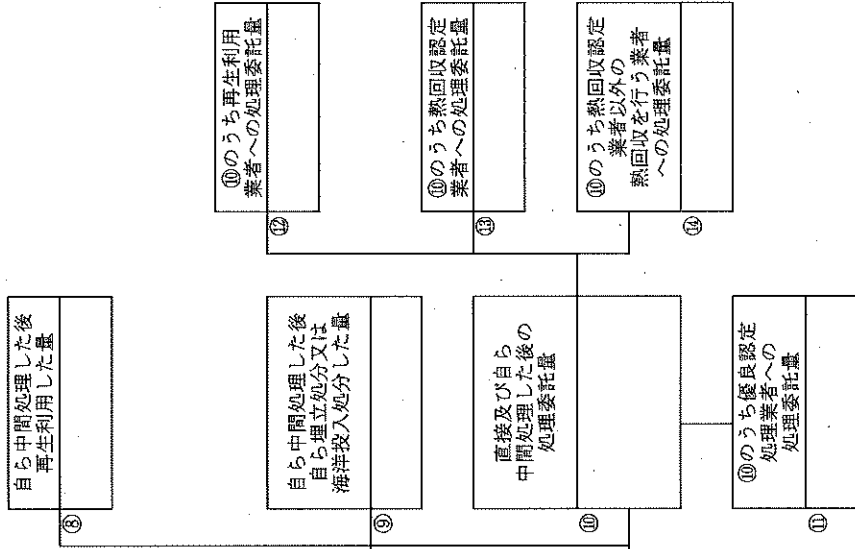 ⑧
自ら中間処理した後
再生利用した量
⑨
自ら中間処理した後
自ら埋立処分又は
海洋投入処分した量
⑩
直接及び自ら
中間処理した後の
処理委託量
⑪
⑩のうち優良認定
処理業者への
処理委託量
⑫
⑩のうち再生利用
業者への処理委託量
⑬
⑩のうち熱回収認定
業者への処理委託量
⑭
⑩のうち熱回収認定
業者以外の
熱回収を行う業者
への処理委託量